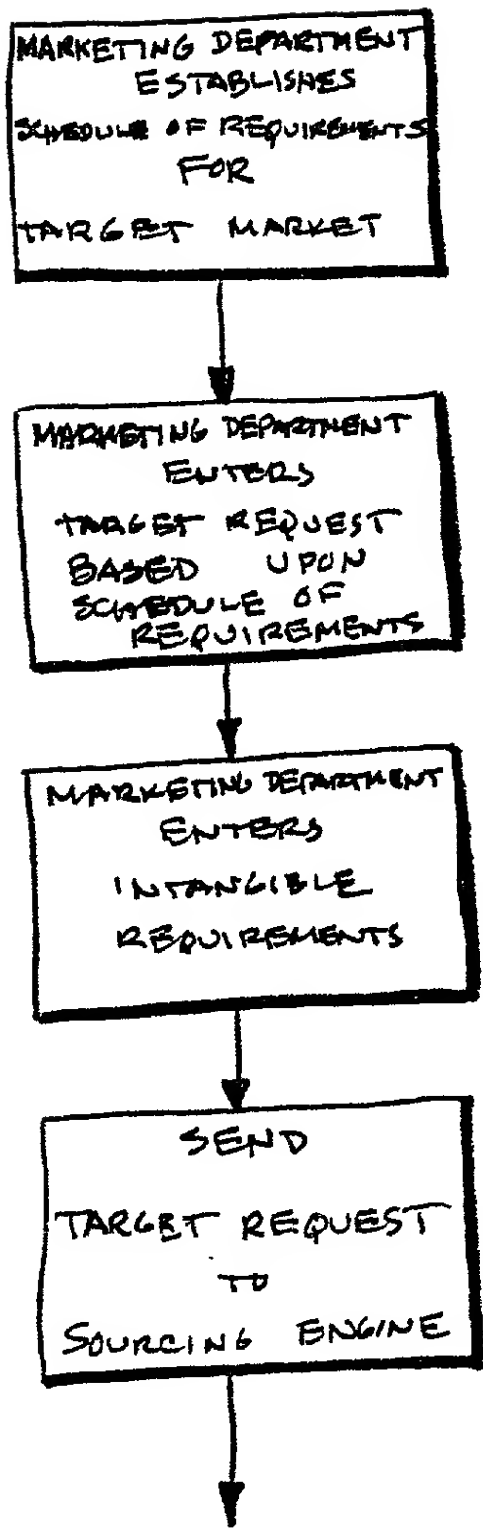 MARKETING DEPARTMENT
ESTABLISHES
SCHEDULE OF REQUIREMENTS
FOR
TARGET MARKET
MARKETING DEPARTMENT
ENTERS
TARGET REQUEST
BASED UPON
SCHEDULE OF
REQUIREMENTS
MARKETING DEPARTMENT
ENTERS
INTANGIBLE
REQUIREMENTS
SEND
TARGET REQUEST
TO
SOURCING ENGINE